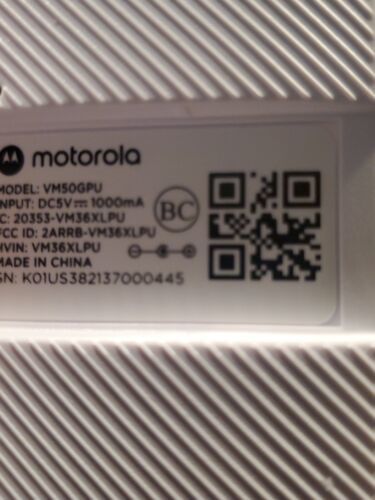 motorola
MODEL: VM50GPU
INPUT: DC5V⎓1000mA
C: 20353-VM36XLPU
FCC ID: 2ARRB-VM36XLPU
HVIN: VM36XLPU
MADE IN CHINA
SN: K01US382137000445
BC